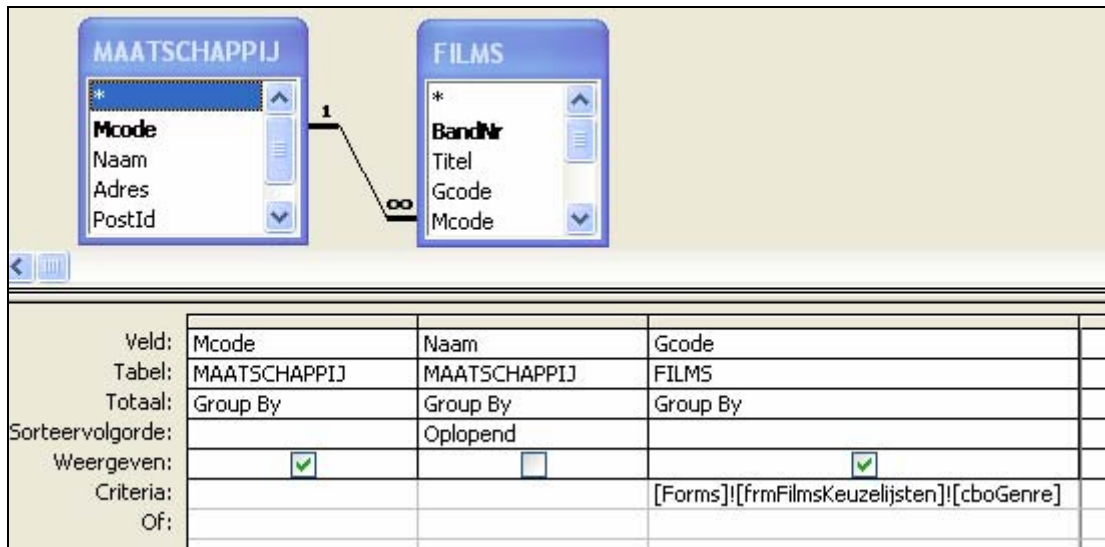 MAATSCHAPPIJ
*
Mcode
Naam
Adres
PostId
1
∞
FILMS
*
BandNr
Titel
Gcode
Mcode
Veld: Mcode Naam Gcode
Tabel: MAATSCHAPPIJ MAATSCHAPPIJ FILMS
Totaal: Group By Group By Group By
Sorteervolgorde: Oplopend
Weergeven:
Criteria: [Forms]![frmFilmsKeuzelijsten]![cboGenre]
Of: